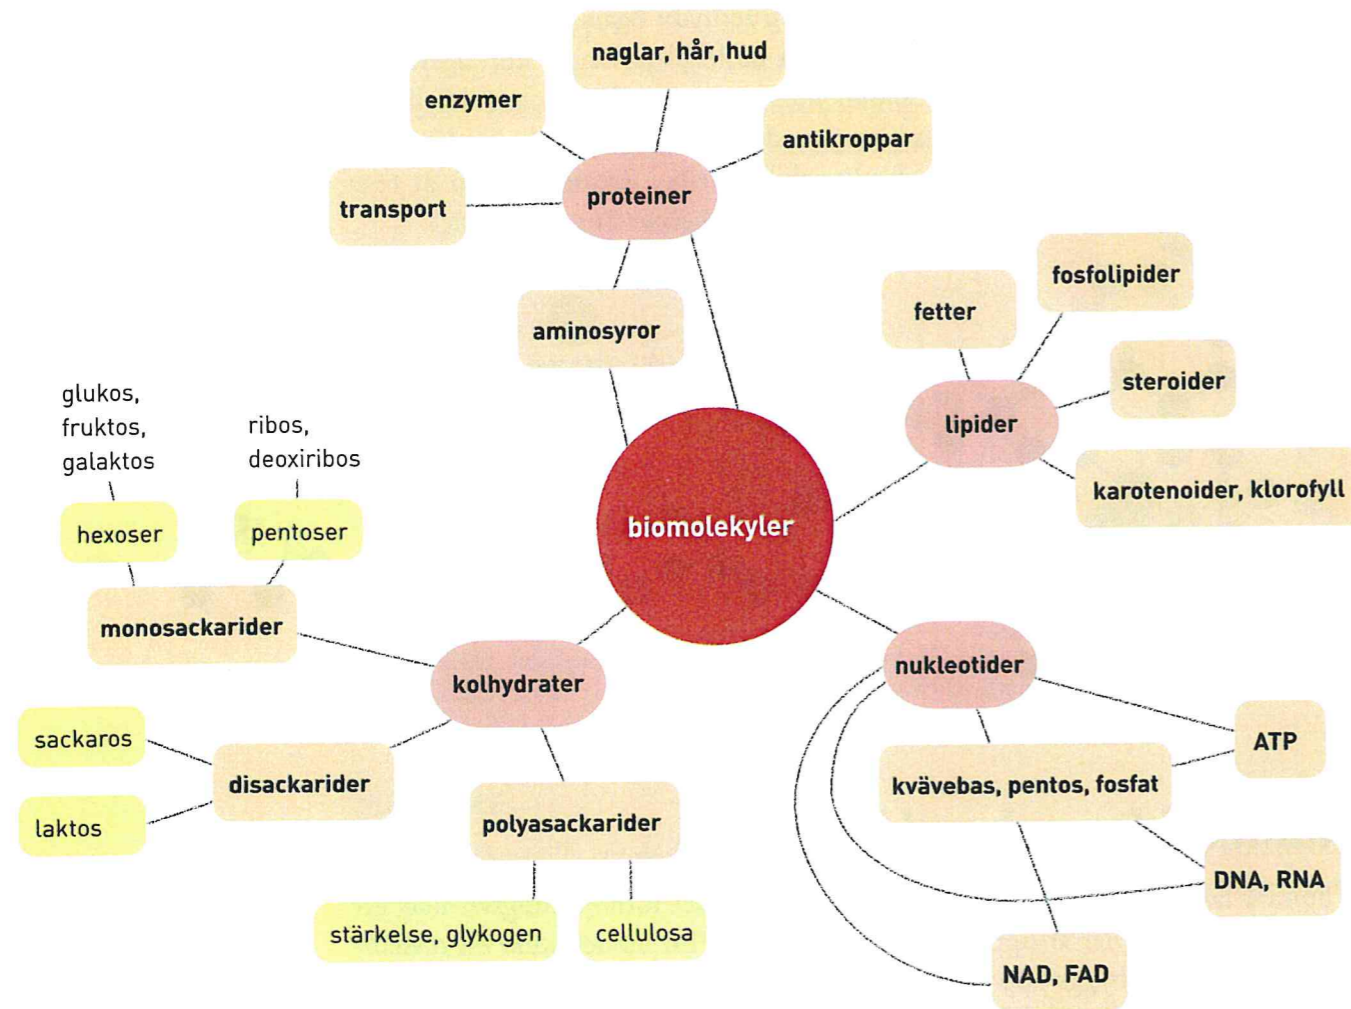 naglar, hår, hud
enzymer
antikroppar
proteiner
transport
aminosyror
fosfolipider
fetter
steroider
lipider
karotenoider, klorofyll
biomolekyler
glukos,
fruktos,
galaktos
ribos,
deoxiribos
hexoser
pentoser
monosackarider
kolhydrater
sackaros
laktos
disackarider
polyasackarider
stärkelse, glykogen
cellulosa
nukleotider
ATP
kvävebas, pentos, fosfat
DNA, RNA
NAD, FAD